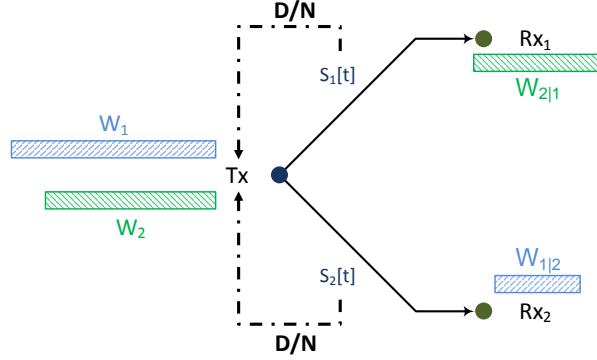 D/N
S1[t]
Rx1
W2|1
W1
Tx
W2
S2[t]
W1|2
Rx2
D/N